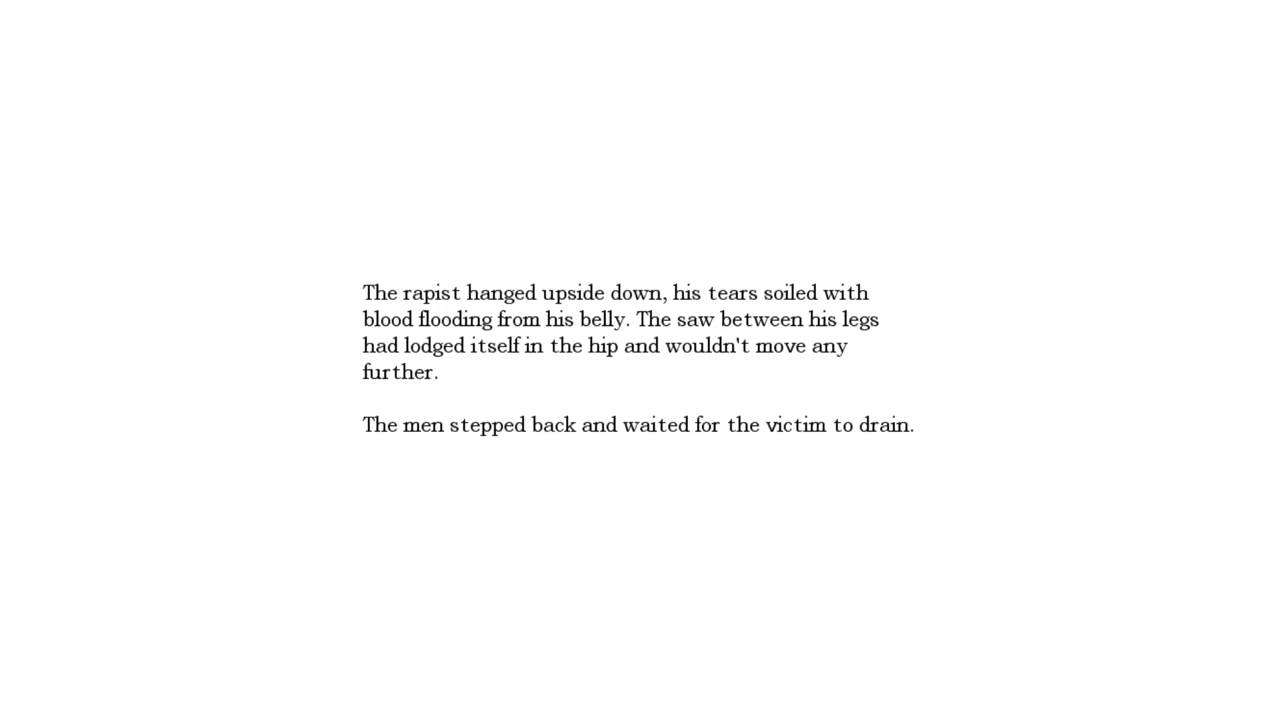 The rapist hanged upside down, his tears soiled with
blood flooding from his belly. The saw between his legs
had lodged itself in the hip and wouldn't move any
further.
The men stepped back and waited for the victim to drain.